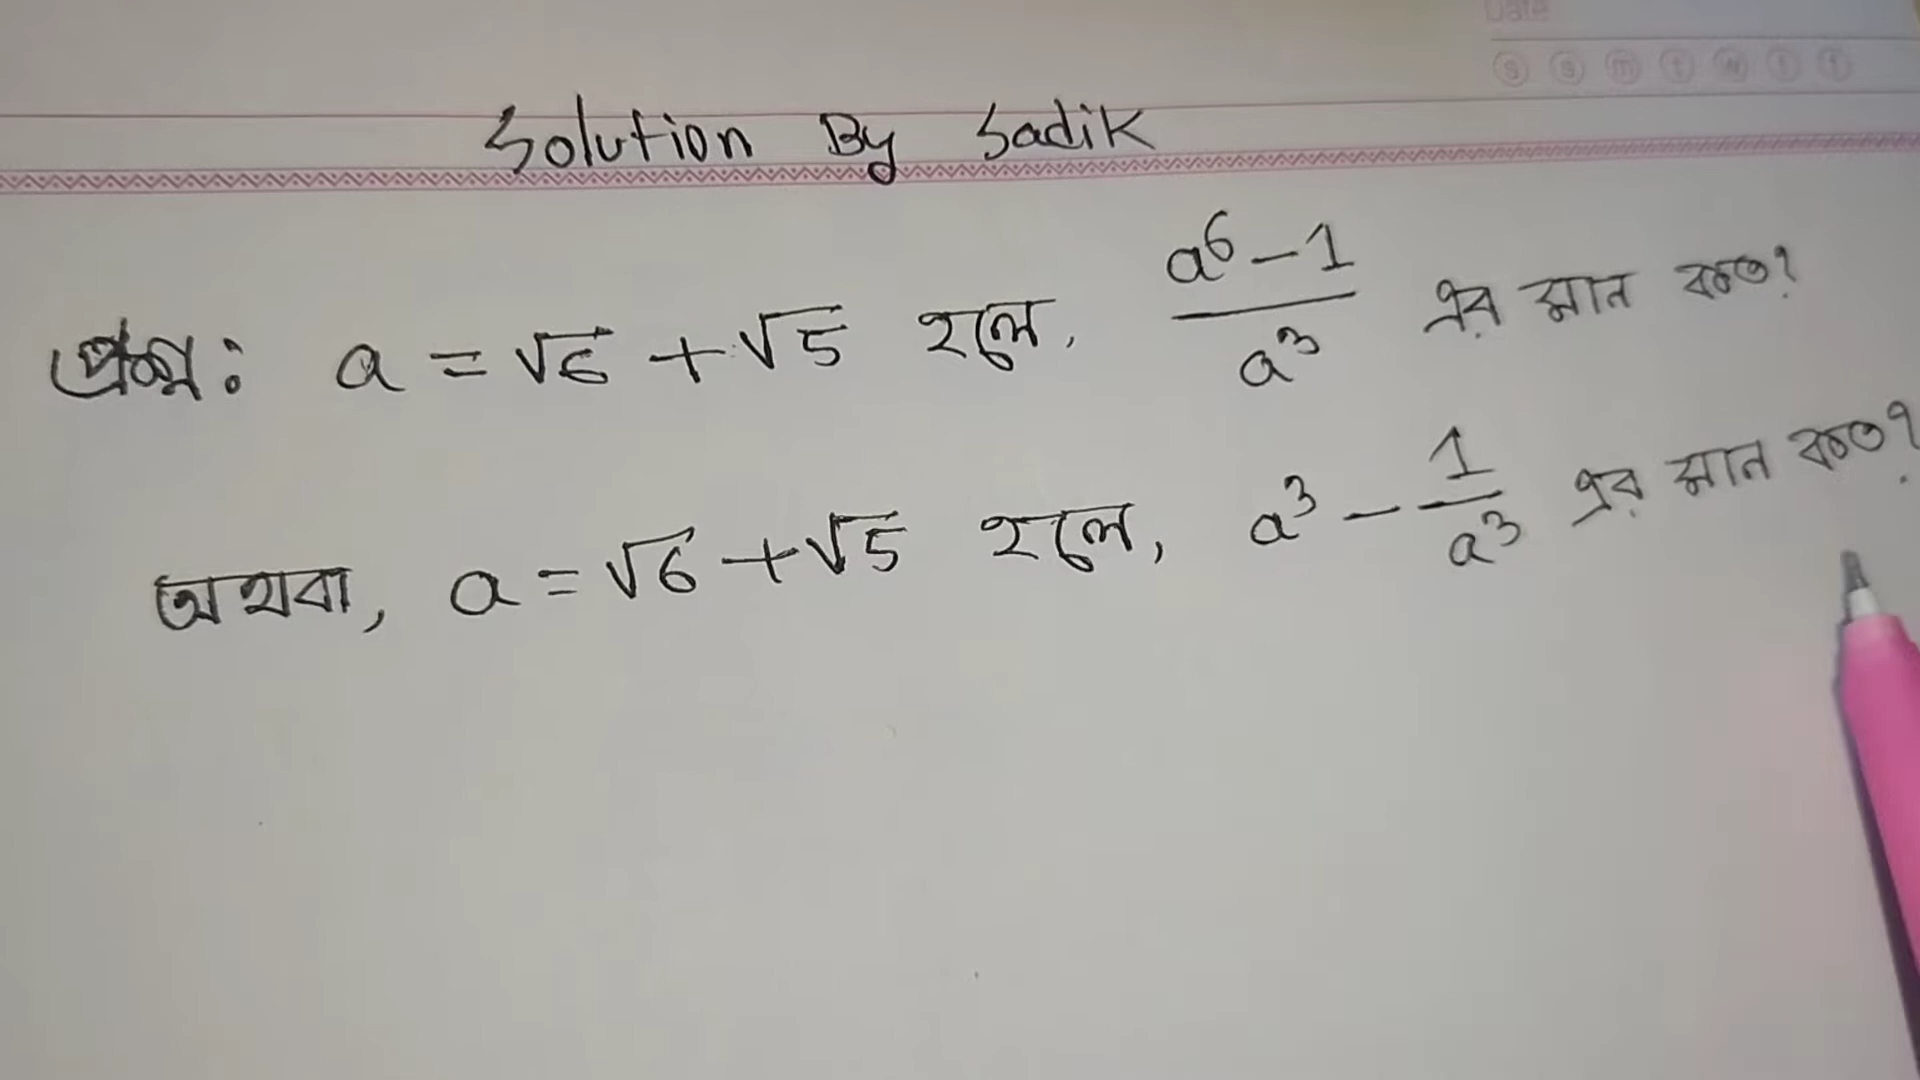 Date
S S M T W T F
Solution By Sadik
প্রশ্ন: a = √6 + √5 হলে, (a⁶ - 1)/a³ এর মান কত?
অথবা, a = √6 + √5 হলে, a³ - 1/a³ এর মান কত?